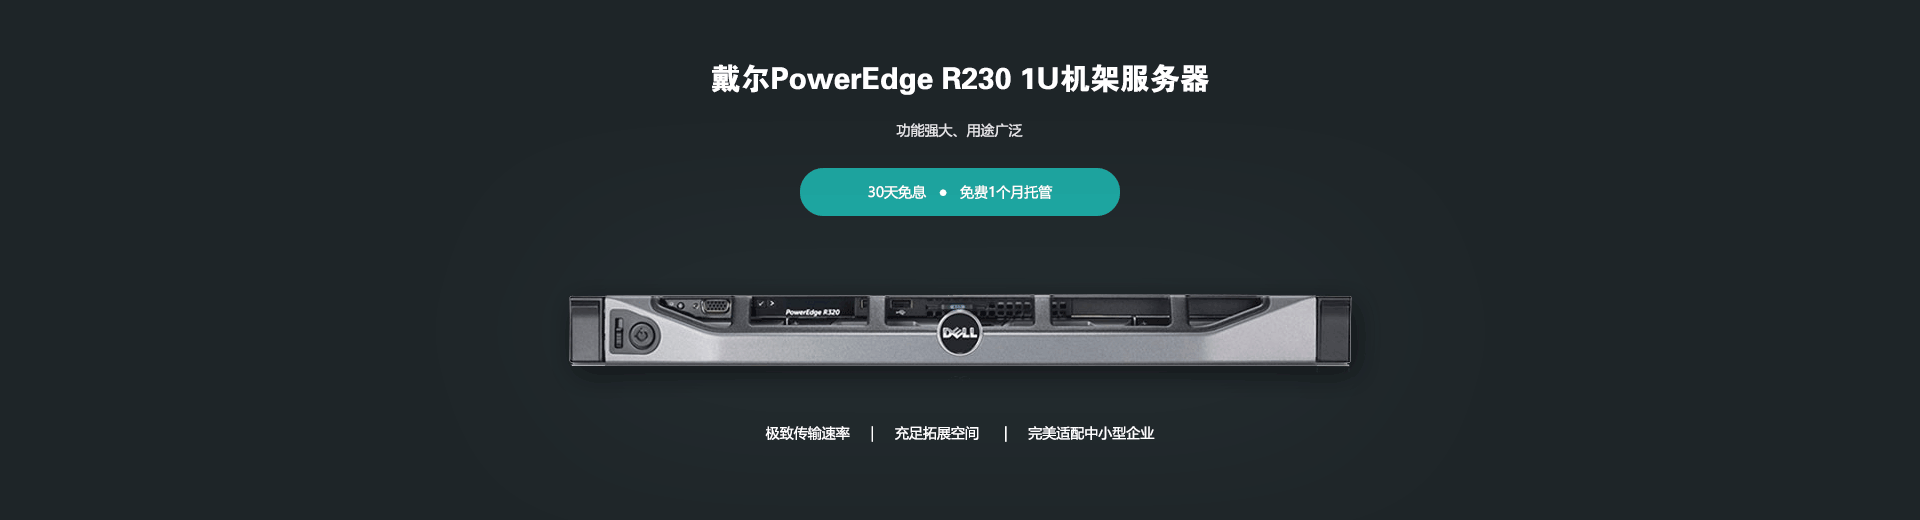 戴尔PowerEdge R230 1U机架服务器
功能强大、用途广泛
30天免息 ● 免费1个月托管
PowerEdge R320
DELL
极致传输速率 | 充足拓展空间 | 完美适配中小型企业